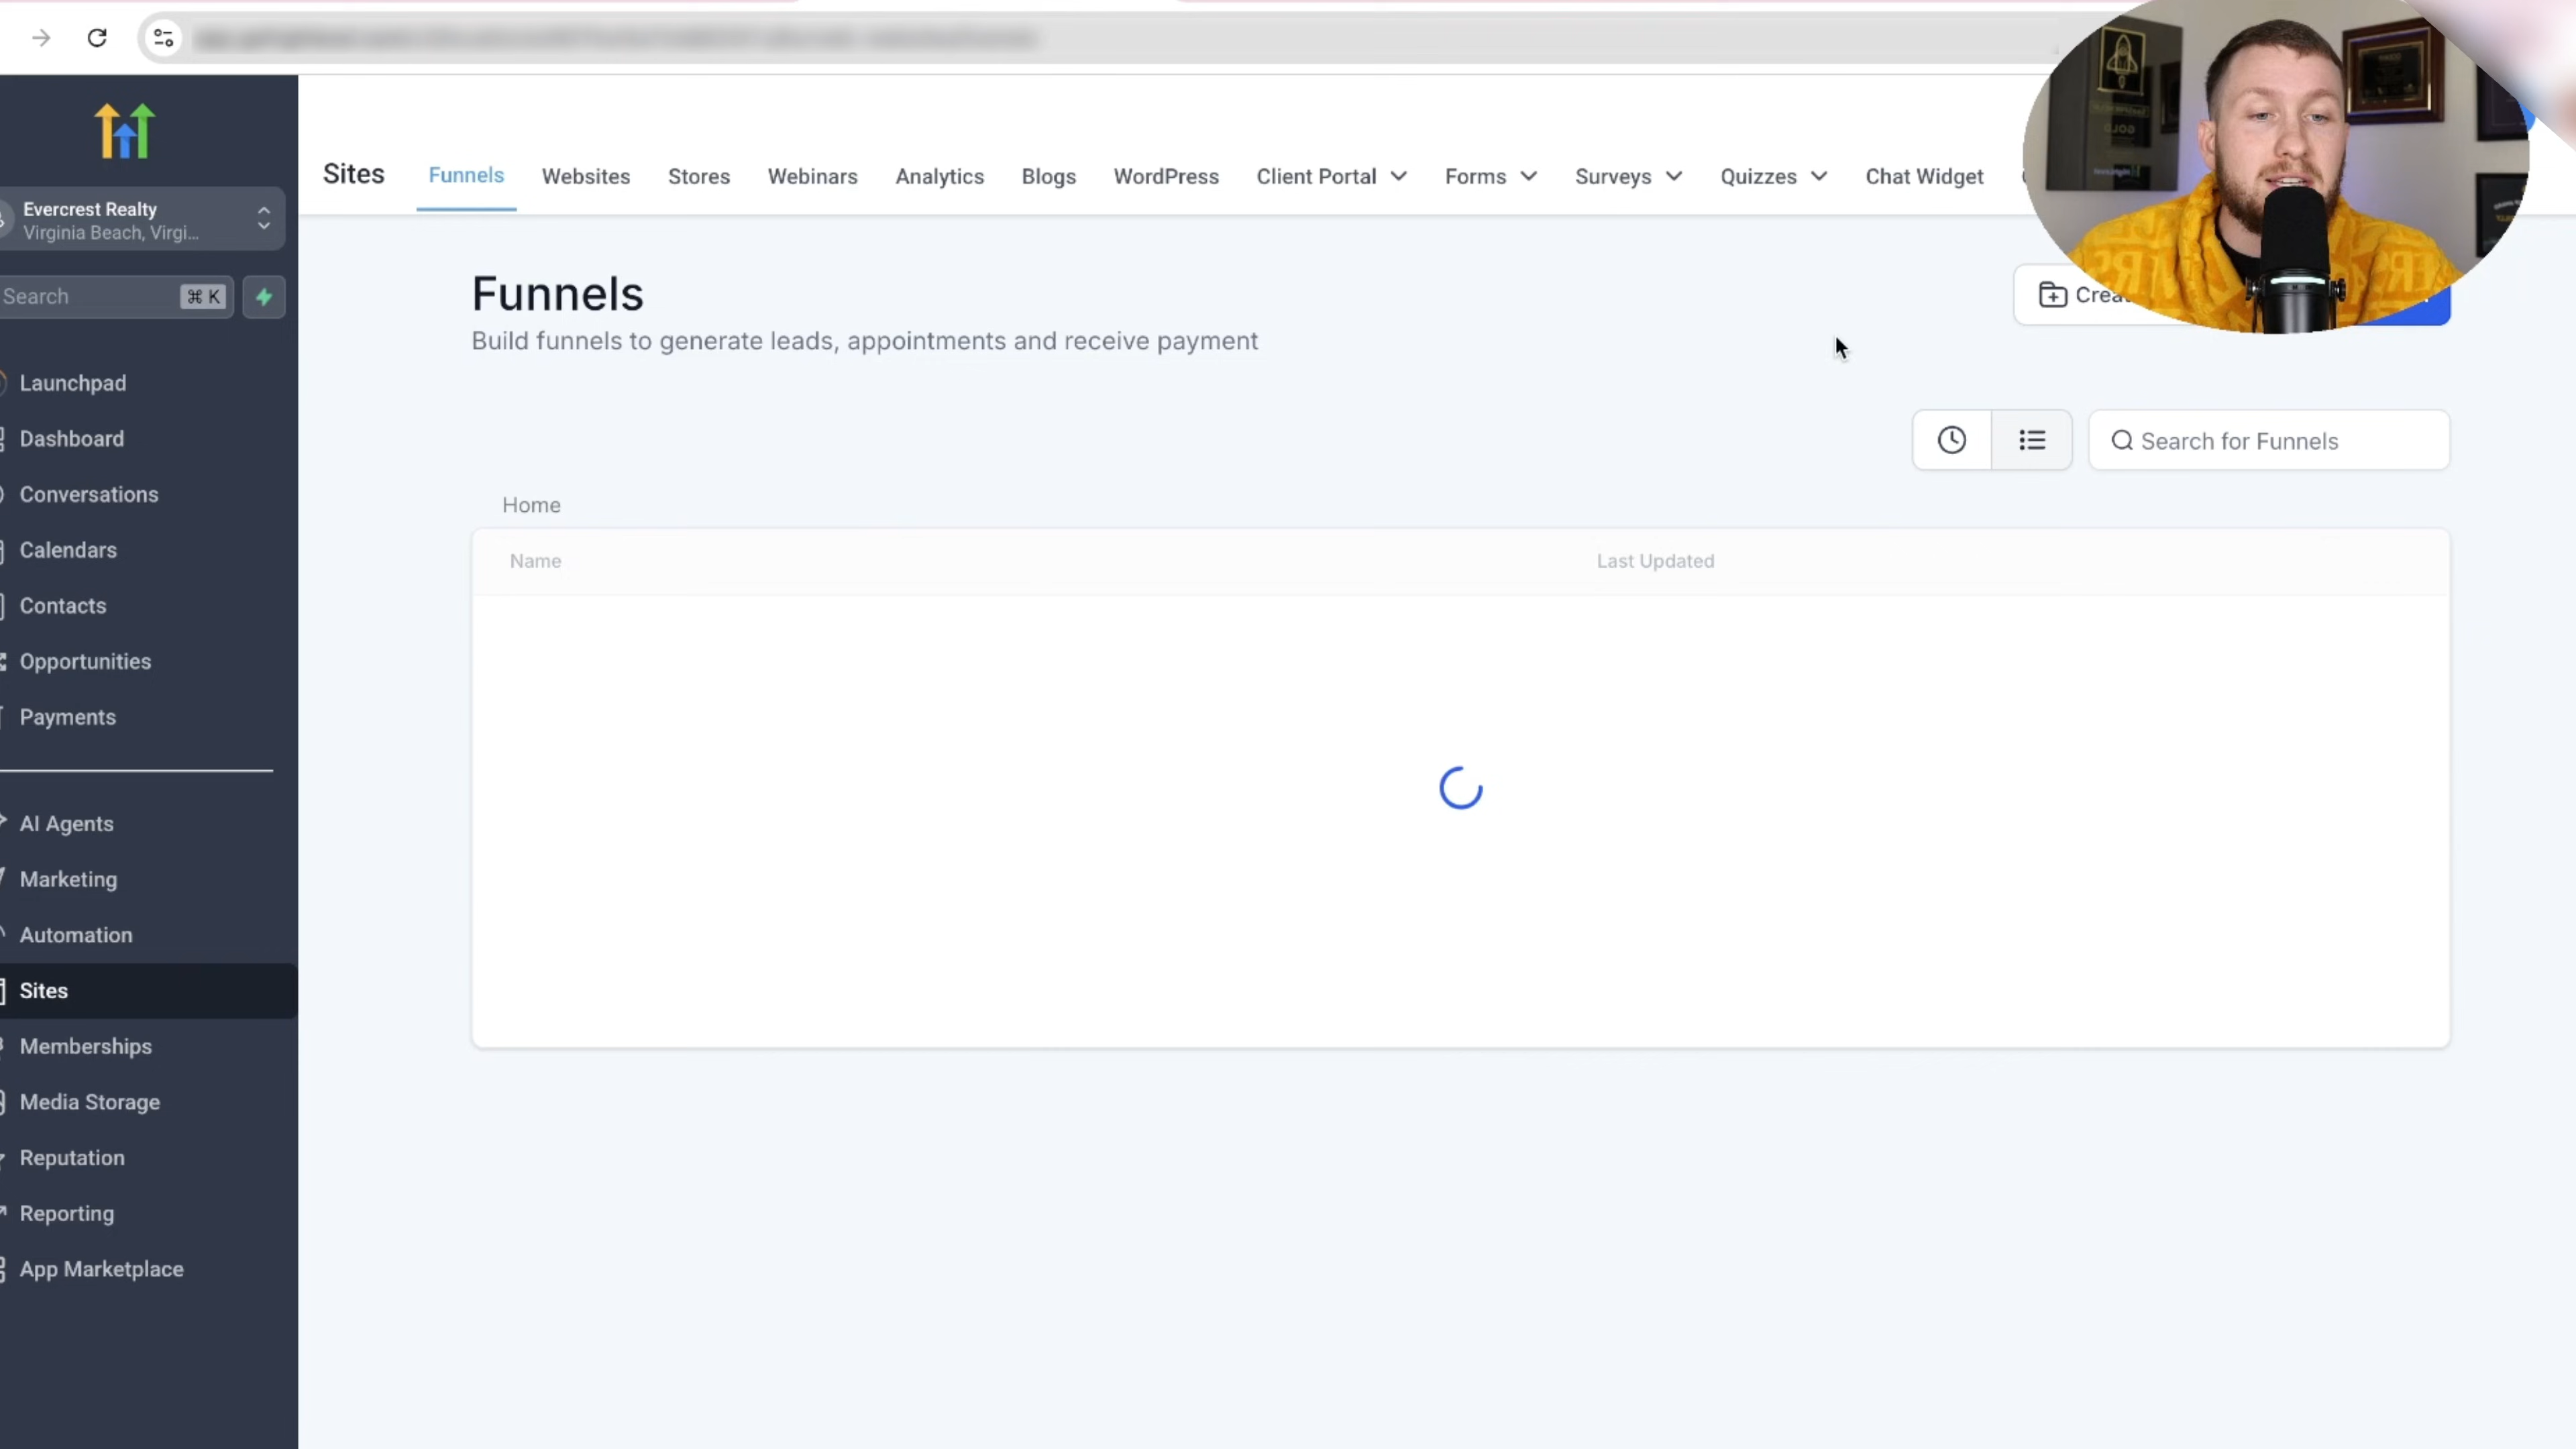 Sites
Funnels
Websites
Stores
Webinars
Analytics
Blogs
WordPress
Client Portal
Forms
Surveys
Quizzes
Chat Widget
Evercrest Realty
Virginia Beach, Virgi...
Search
⌘ K
Launchpad
Dashboard
Conversations
Calendars
Contacts
Opportunities
Payments
AI Agents
Marketing
Automation
Sites
Memberships
Media Storage
Reputation
Reporting
App Marketplace
Funnels
Build funnels to generate leads, appointments and receive payment
Search for Funnels
Home
Name
Last Updated